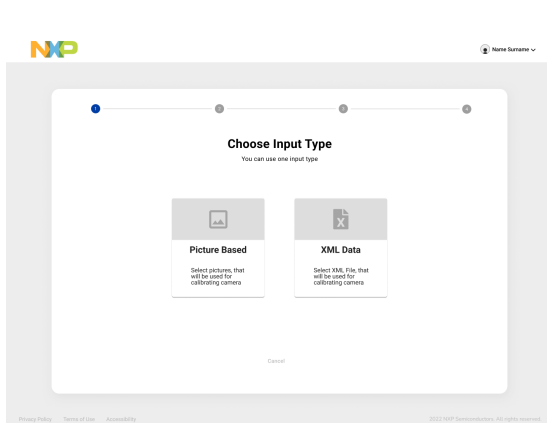 NXP
Name Surname
1 2 3 4
Choose Input Type
You can use one input type
X
Picture Based
Select pictures, that
will be used for
calibrating camera
XML Data
Select XML File, that
will be used for
calibrating camera
Cancel
Privacy Policy Terms of Use Accessibility
2023 NXP Semiconductors. All rights reserved.